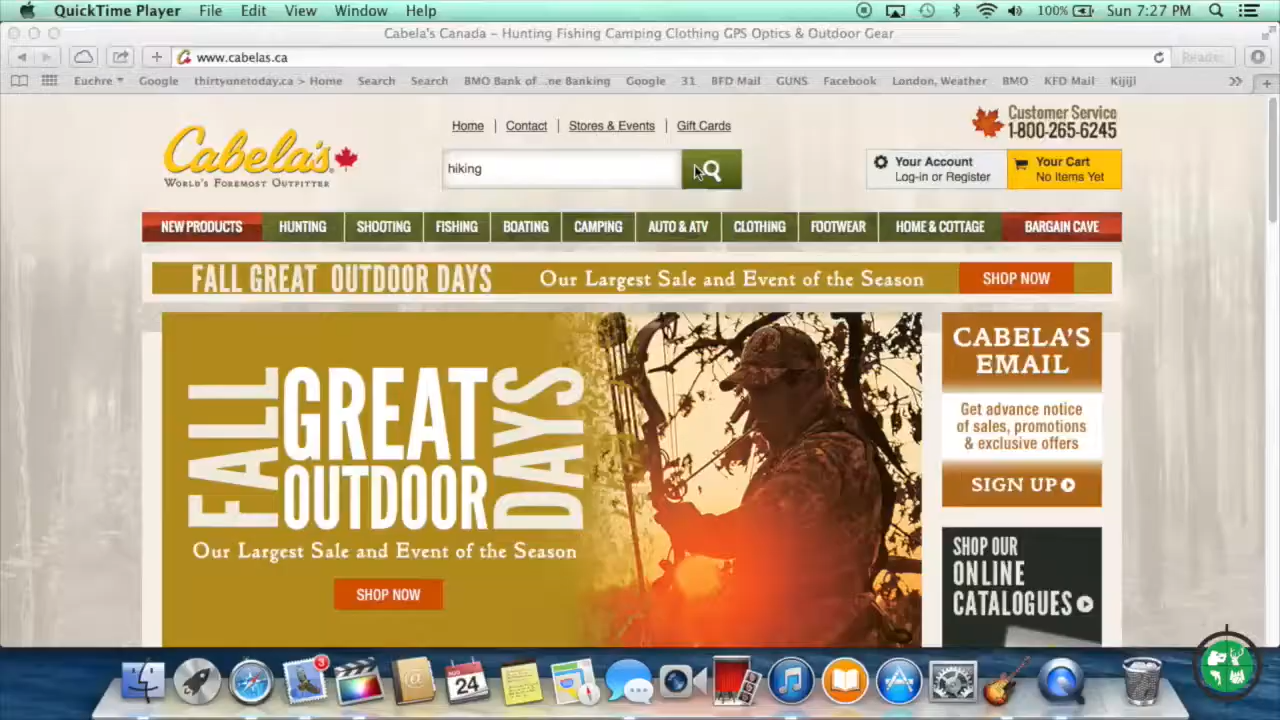 QuickTime Player File Edit View Window Help 100% Sun 7:27 PM
Cabela's Canada – Hunting Fishing Camping Clothing GPS Optics & Outdoor Gear
www.cabelas.ca Reader
Euchre Google thirtyonetoday.ca > Home Search Search BMO Bank of ...ne Banking Google 31 BFD Mail GUNS Facebook London, Weather BMO KFD Mail Kijiji
Cabela's
WORLD'S FOREMOST OUTFITTER
Home | Contact | Stores & Events | Gift Cards
hiking
Customer Service
1-800-265-6245
Your Account
Log-in or Register
Your Cart
No Items Yet
NEW PRODUCTS HUNTING SHOOTING FISHING BOATING CAMPING AUTO & ATV CLOTHING FOOTWEAR HOME & COTTAGE BARGAIN CAVE
FALL GREAT OUTDOOR DAYS Our Largest Sale and Event of the Season SHOP NOW
FALL GREAT OUTDOOR DAYS
Our Largest Sale and Event of the Season
SHOP NOW
CABELA'S
EMAIL
Get advance notice
of sales, promotions
& exclusive offers
SIGN UP
SHOP OUR
ONLINE
CATALOGUES
3
24